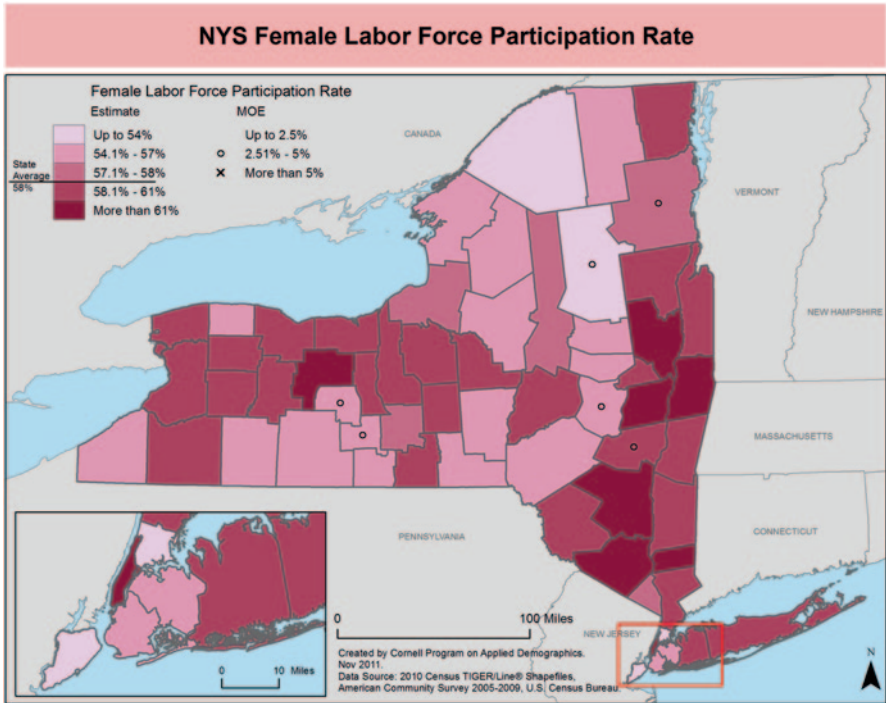 NYS Female Labor Force Participation Rate
Female Labor Force Participation Rate
Estimate MOE
Up to 54% Up to 2.5%
54.1% - 57% 2.51% - 5%
57.1% - 58% More than 5%
State
Average
58%
58.1% - 61%
More than 61%
CANADA
VERMONT
NEW HAMPSHIRE
MASSACHUSETTS
CONNECTICUT
PENNSYLVANIA
NEW JERSEY
0 100 Miles
0 10 Miles
Created by Cornell Program on Applied Demographics.
Nov 2011.
Data Source: 2010 Census TIGER/Line® Shapefiles,
American Community Survey 2005-2009, U.S. Census Bureau.
N